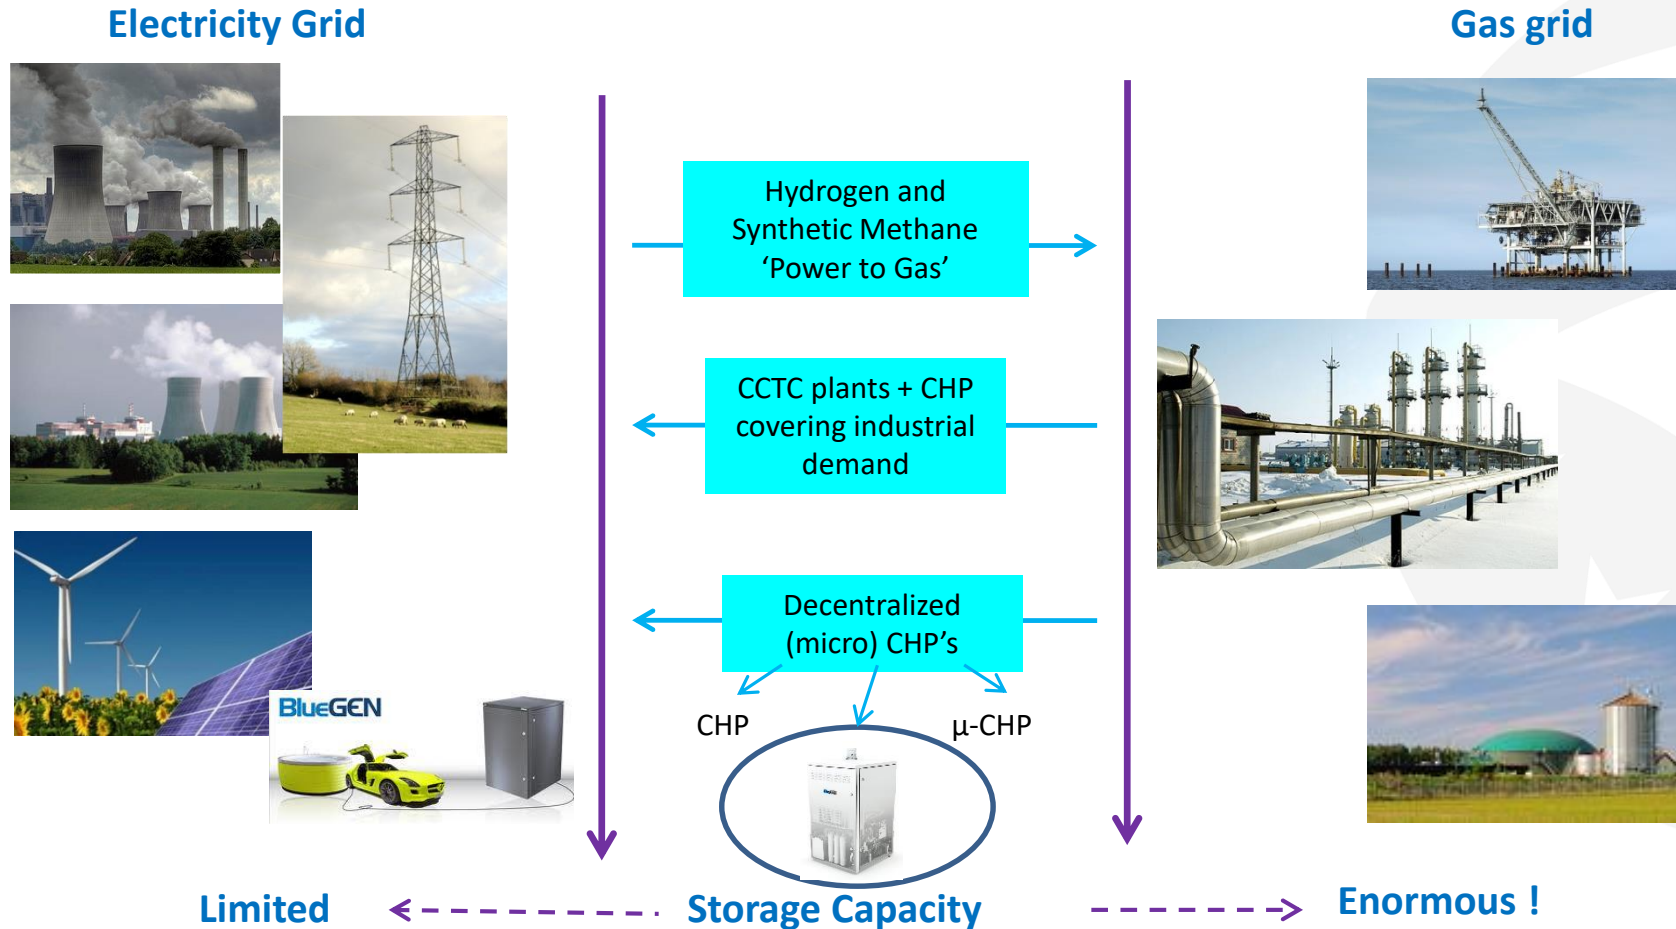 Electricity Grid
Gas grid
Hydrogen and
Synthetic Methane
‘Power to Gas’
CCTC plants + CHP
covering industrial
demand
Decentralized
(micro) CHP’s
BlueGEN
CHP
µ-CHP
Limited
Storage Capacity
Enormous !